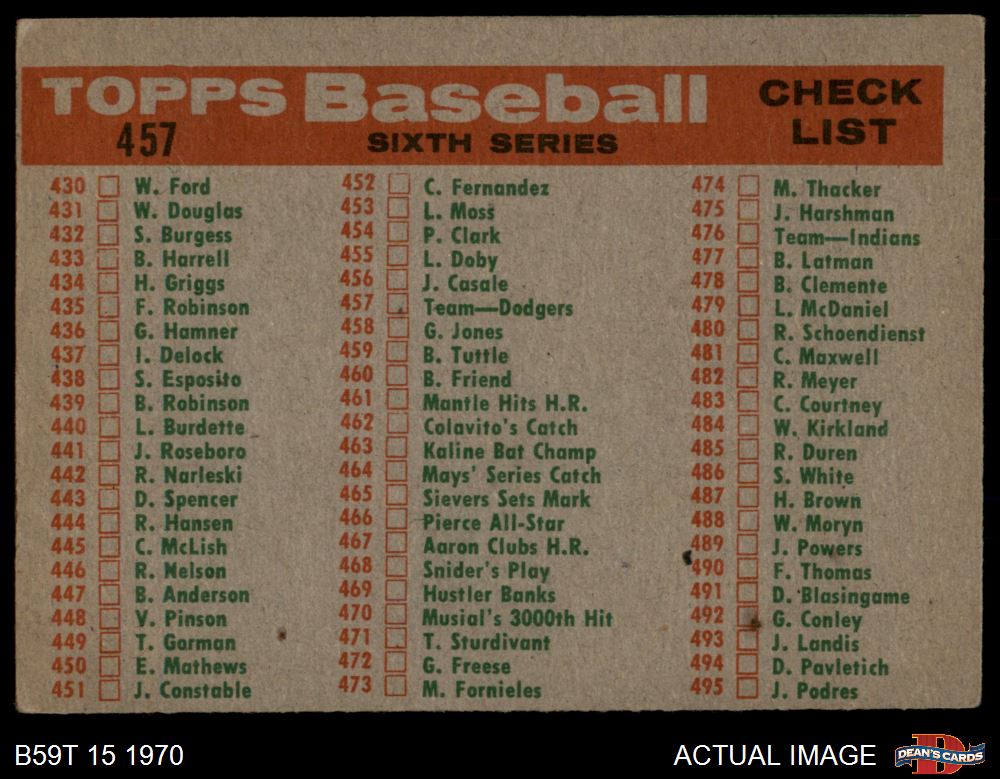 TOPPS Baseball
CHECK LIST
457
SIXTH SERIES
430 W. Ford
431 W. Douglas
432 S. Burgess
433 B. Harrell
434 H. Griggs
435 F. Robinson
436 G. Hamner
437 I. Delock
438 S. Esposito
439 B. Robinson
440 L. Burdette
441 J. Roseboro
442 R. Narleski
443 D. Spencer
444 R. Hansen
445 C. McLish
446 R. Nelson
447 B. Anderson
448 V. Pinson
449 T. Gorman
450 E. Mathews
451 J. Constable
452 C. Fernandez
453 L. Moss
454 P. Clark
455 L. Doby
456 J. Casale
457 Team—Dodgers
458 G. Jones
459 B. Tuttle
460 B. Friend
461 Mantle Hits H.R.
462 Colavito's Catch
463 Kaline Bat Champ
464 Mays' Series Catch
465 Sievers Sets Mark
466 Pierce All-Star
467 Aaron Clubs H.R.
468 Snider's Play
469 Hustler Banks
470 Musial's 3000th Hit
471 T. Sturdivant
472 G. Freese
473 M. Fornieles
474 M. Thacker
475 J. Harshman
476 Team—Indians
477 B. Latman
478 B. Clemente
479 L. McDaniel
480 R. Schoendienst
481 C. Maxwell
482 R. Meyer
483 C. Courtney
484 W. Kirkland
485 R. Duren
486 S. White
487 H. Brown
488 W. Moryn
489 J. Powers
490 F. Thomas
491 D. Blasingame
492 G. Conley
493 J. Landis
494 D. Pavletich
495 J. Podres
B59T 15 1970
ACTUAL IMAGE
DEAN'S CARDS